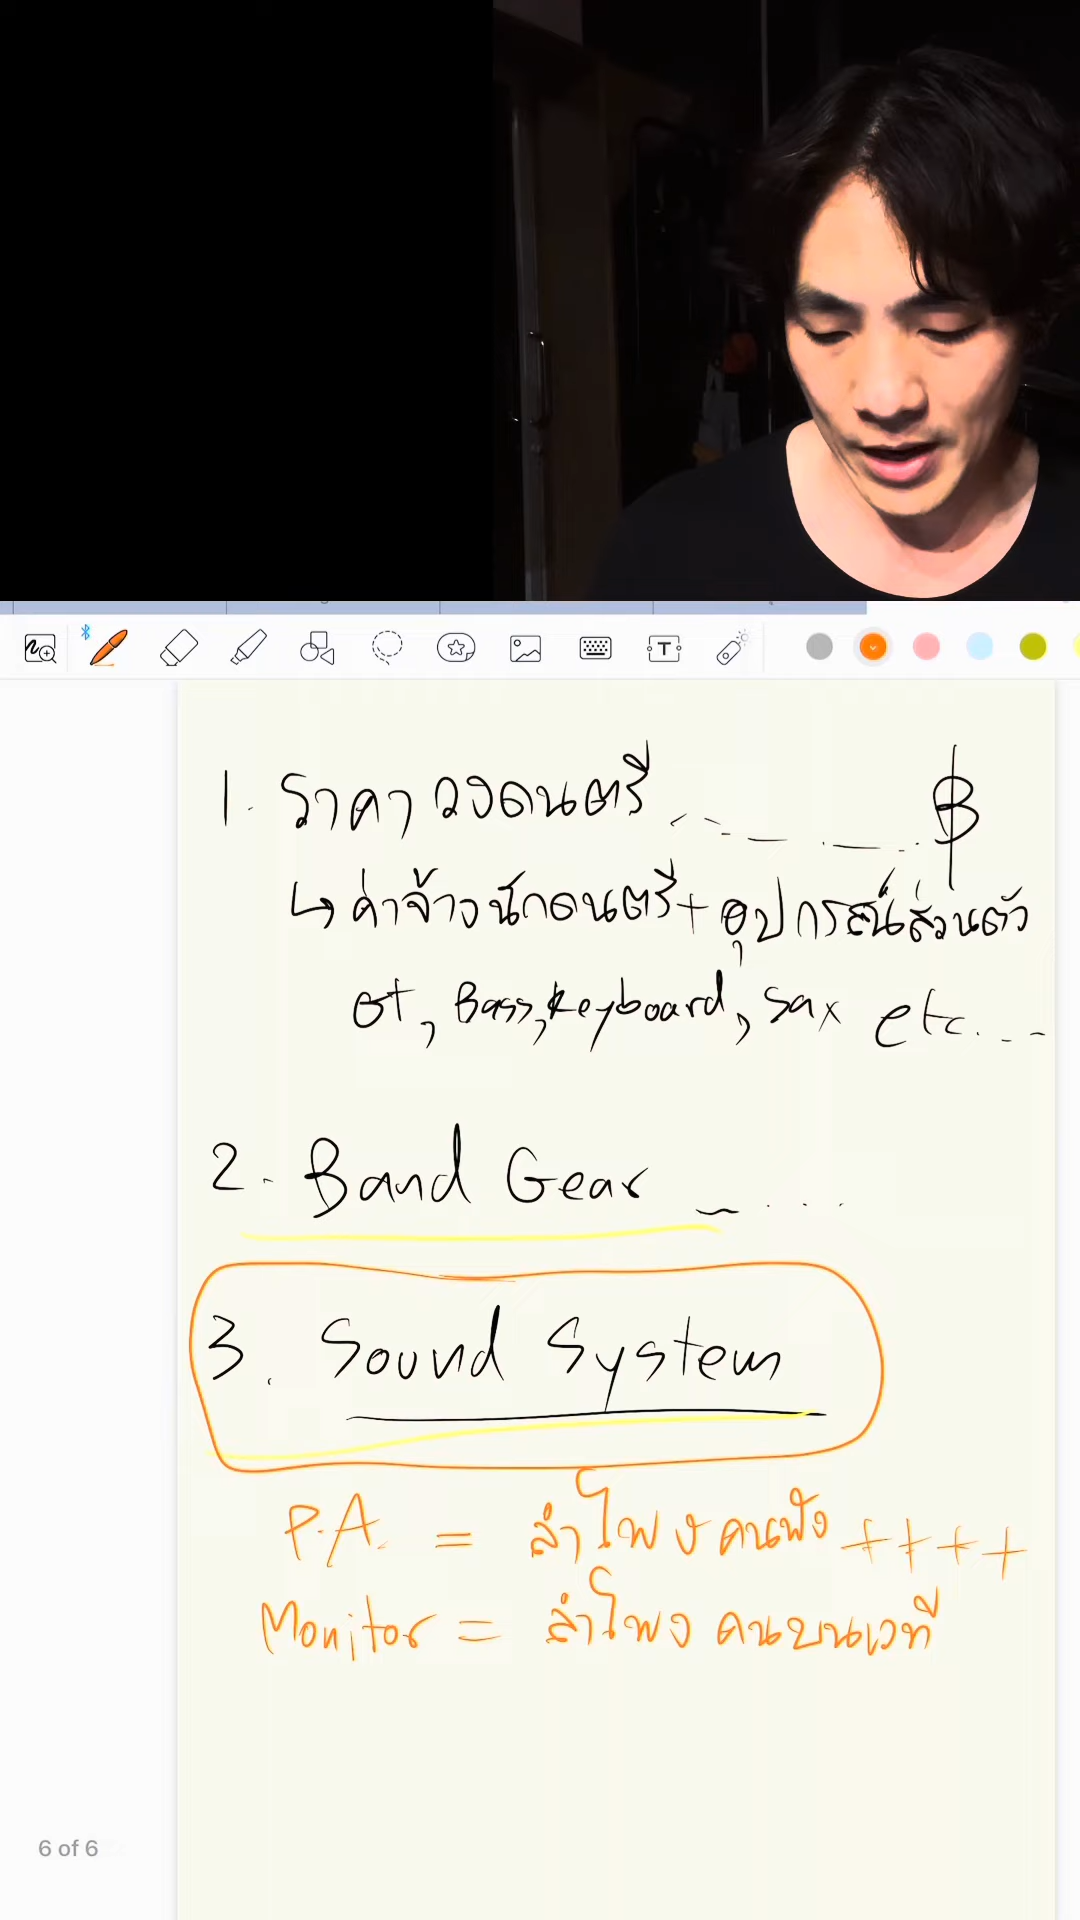 1. ราคาวงดนตรี ......... ฿
↳ ค่าจ้างนักดนตรี + อุปกรณ์ส่วนตัว
Gt, Bass, Keyboard, Sax etc...
2. Band Gear ....
3. Sound System
P.A. = ลำโพงคนฟัง ++++
Monitor = ลำโพงคนบนเวที
6 of 6